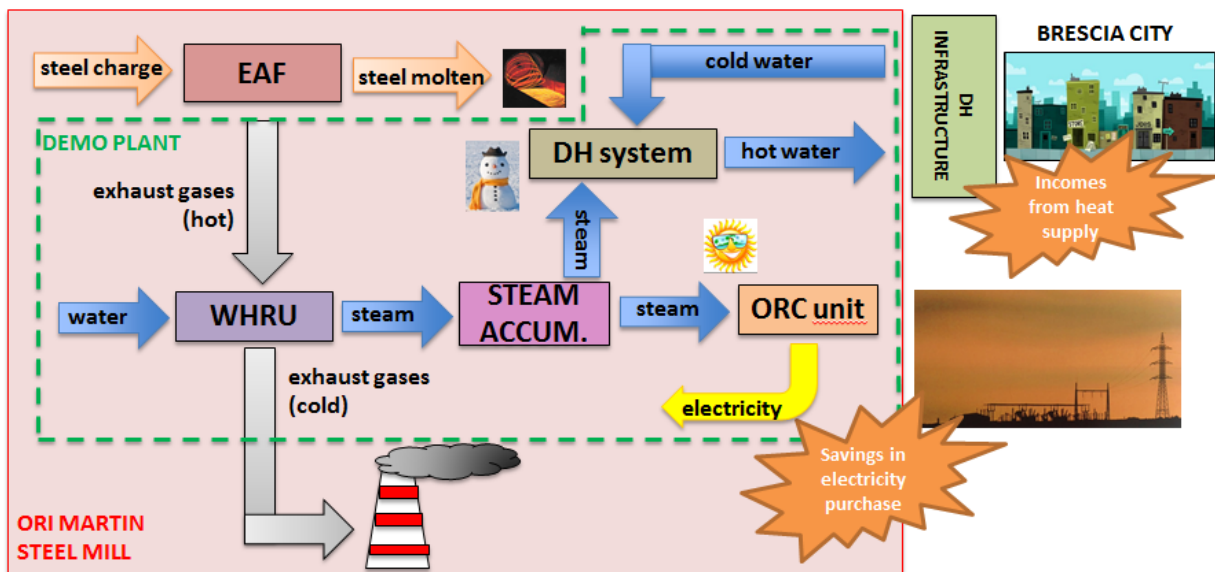 steel charge
EAF
steel molten
cold water
DH
INFRASTRUCTURE
BRESCIA CITY
DEMO PLANT
DH system
hot water
exhaust gases
(hot)
steam
Incomes
from heat
supply
water
WHRU
steam
STEAM
ACCUM.
steam
ORC unit
exhaust gases
(cold)
electricity
Savings in
electricity
purchase
ORI MARTIN
STEEL MILL